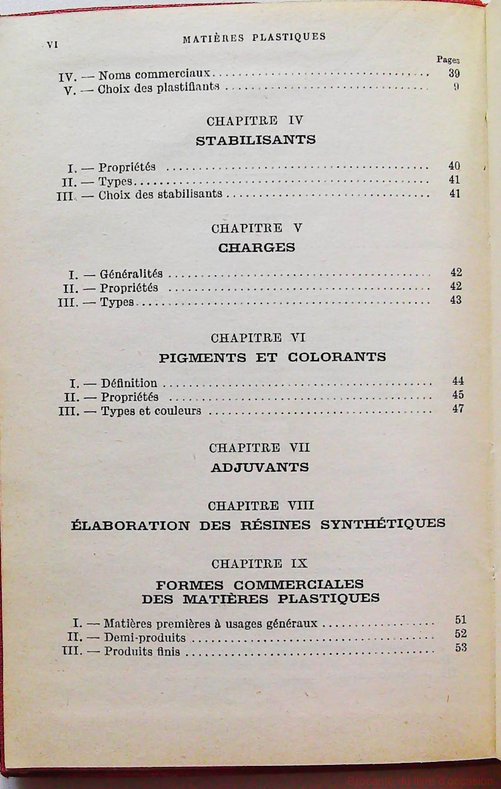 VI MATIÈRES PLASTIQUES
Pages
IV. — Noms commerciaux 39
V. — Choix des plastifiants 9
CHAPITRE IV
STABILISANTS
I. — Propriétés 40
II. — Types 41
III. — Choix des stabilisants 41
CHAPITRE V
CHARGES
I. — Généralités 42
II. — Propriétés 42
III. — Types 43
CHAPITRE VI
PIGMENTS ET COLORANTS
I. — Définition 44
II. — Propriétés 45
III. — Types et couleurs 47
CHAPITRE VII
ADJUVANTS
CHAPITRE VIII
ÉLABORATION DES RÉSINES SYNTHÉTIQUES
CHAPITRE IX
FORMES COMMERCIALES
DES MATIÈRES PLASTIQUES
I. — Matières premières à usages généraux 51
II. — Demi-produits 52
III. — Produits finis 53